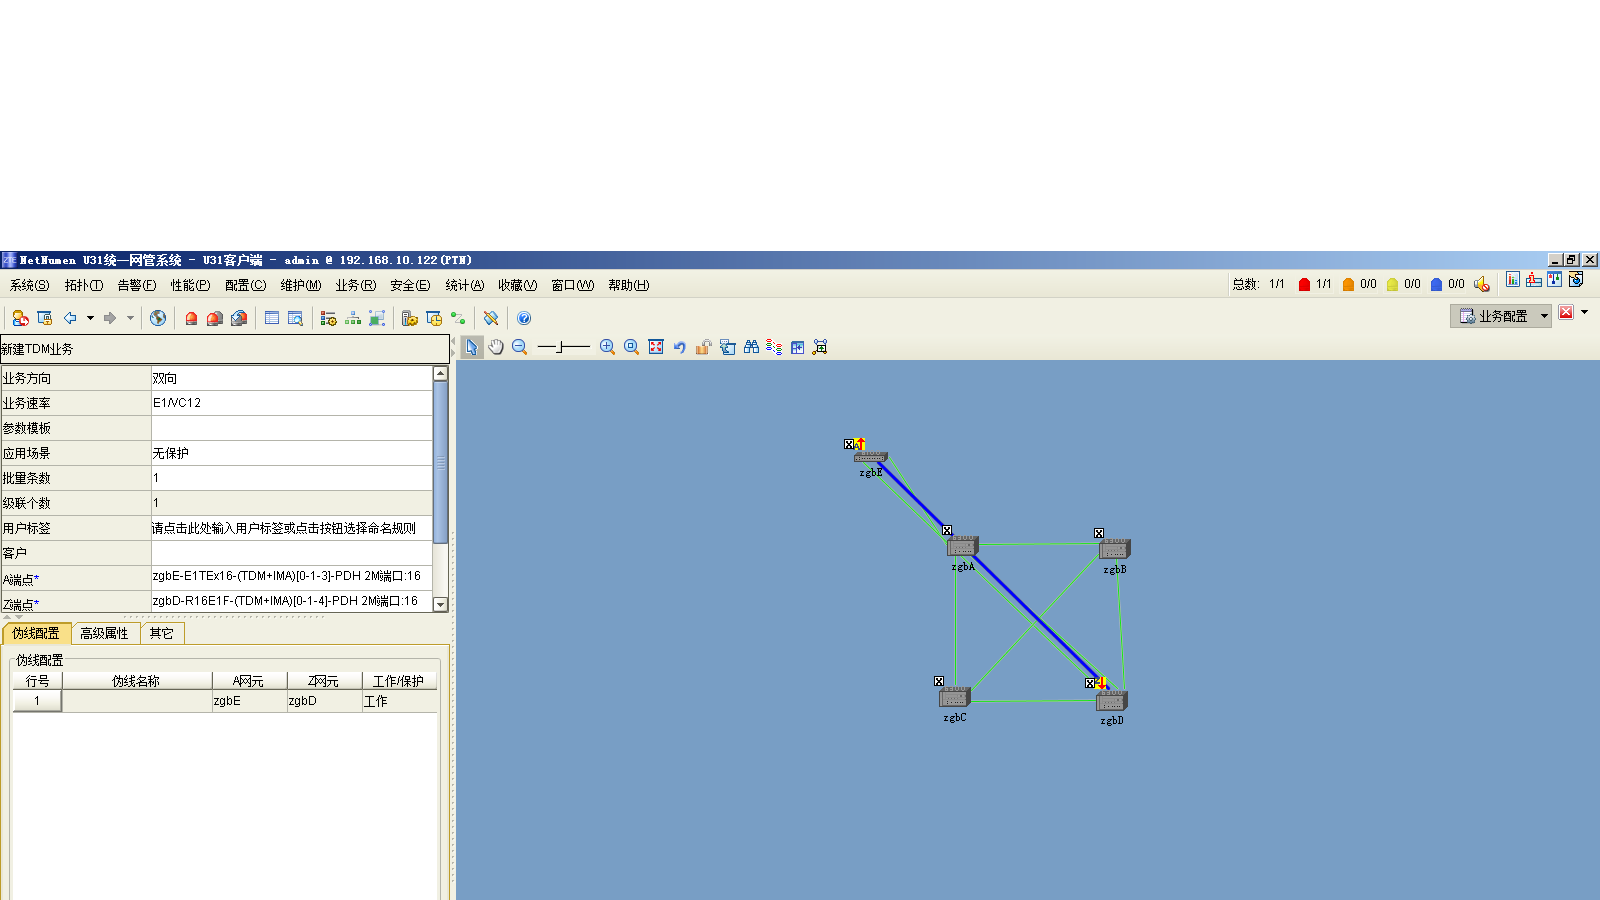 NetNumen U31统一网管系统 - U31客户端 - admin @ 192.168.10.122(PTN)
系统(S) 拓扑(T) 告警(F) 性能(P) 配置(C) 维护(M) 业务(R) 安全(E) 统计(A) 收藏(V) 窗口(W) 帮助(H) 总数: 1/1 1/1 0/0 0/0 0/0
业务配置
新建TDM业务
业务方向 双向
业务速率 E1/VC12
参数模板
应用场景 无保护
批量条数 1
级联个数 1
用户标签 请点击此处输入用户标签或点击按钮选择命名规则
客户
A端点* zgbE-E1TEx16-(TDM+IMA)[0-1-3]-PDH 2M端口:16
Z端点* zgbD-R16E1F-(TDM+IMA)[0-1-4]-PDH 2M端口:16
伪线配置 高级属性 其它
伪线配置
行号 伪线名称 A网元 Z网元 工作/保护
1 zgbE zgbD 工作
zgbE
zgbA
zgbB
zgbC
zgbD